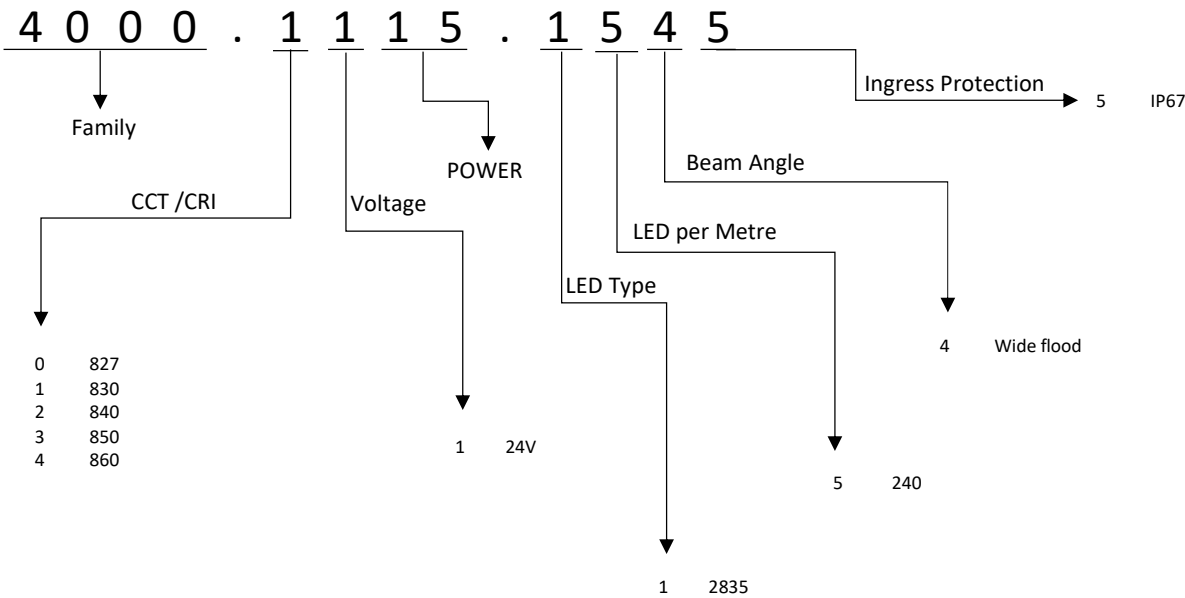 4 0 0 0 . 1 1 1 5 . 1 5 4 5
Ingress Protection
5 IP67
Family
POWER
Beam Angle
CCT /CRI
Voltage
LED per Metre
LED Type
4 Wide flood
0 827
1 830
2 840
3 850
4 860
1 24V
5 240
1 2835